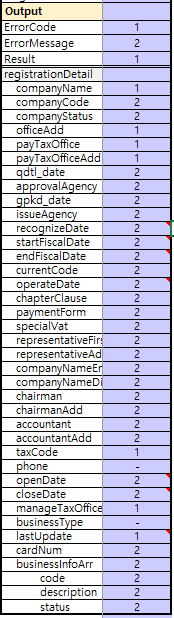 Output
ErrorCode 1
ErrorMessage 2
Result 1
registrationDetail
companyName 1
companyCode 2
companyStatus 2
officeAdd 1
payTaxOffice 1
payTaxOfficeAdd 1
qdtl_date 2
approvalAgency 2
gpkd_date 2
issueAgency 2
recognizeDate 2
startFiscalDate 2
endFiscalDate 2
currentCode 2
operateDate 2
chapterClause 2
paymentForm 2
specialVat 2
representativeFirs 2
representativeAd 2
companyNameEn 2
companyNameDi 2
chairman 2
chairmanAdd 2
accountant 2
accountantAdd 2
taxCode 1
phone -
openDate 2
closeDate 2
manageTaxOffice 1
businessType -
lastUpdate 1
cardNum 2
businessInfoArr 2
code 2
description 2
status 2